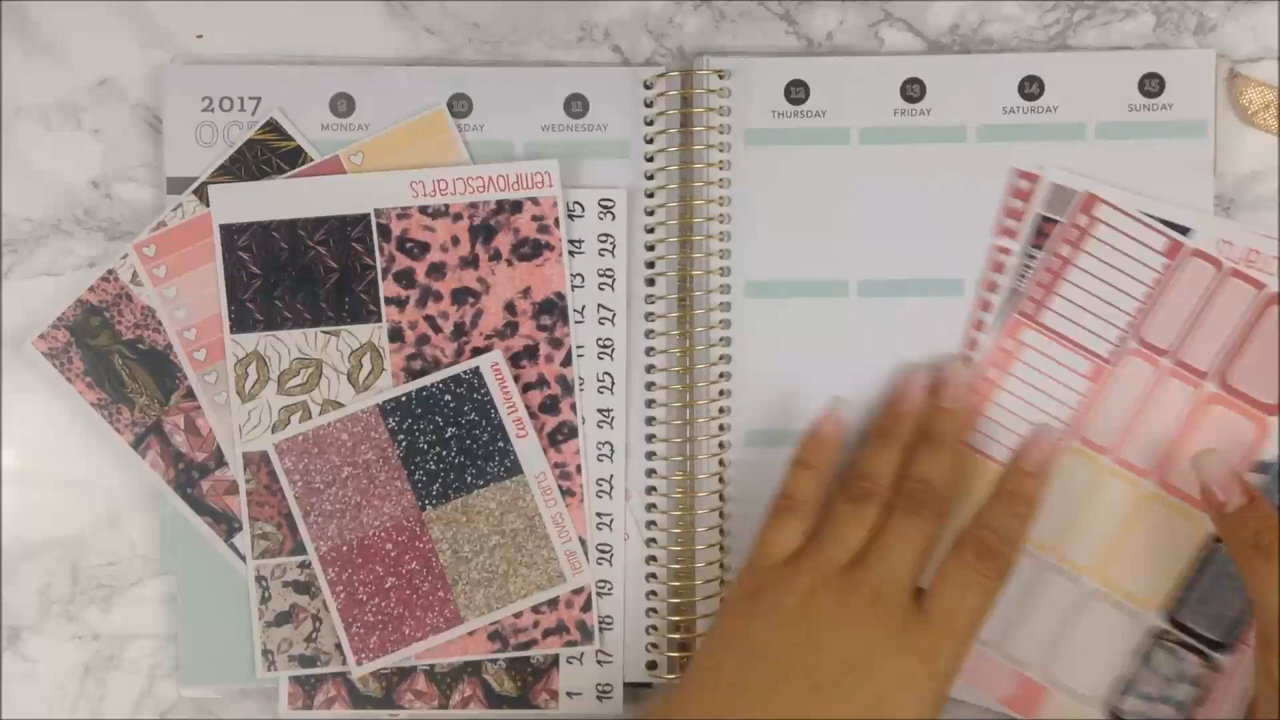 2017
OCT
9
MONDAY
10
SDAY
11
WEDNESDAY
12
THURSDAY
13
FRIDAY
14
SATURDAY
15
SUNDAY
templovescrafts
Cat Woman
TEMP LOVES CRAFTS
15 30
14 29
13 28
12 27
26
25
24
23
22
21
20
19
18
2 17
1 16